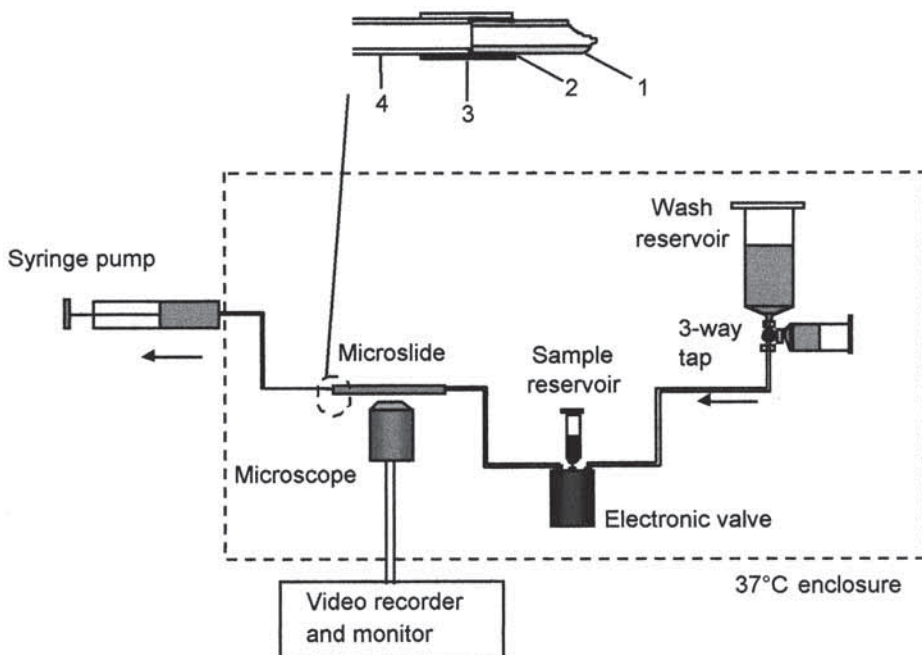 4
3
2
1
Wash
reservoir
Syringe pump
3-way
tap
Sample
reservoir
Microslide
Microscope
Electronic valve
37°C enclosure
Video recorder
and monitor